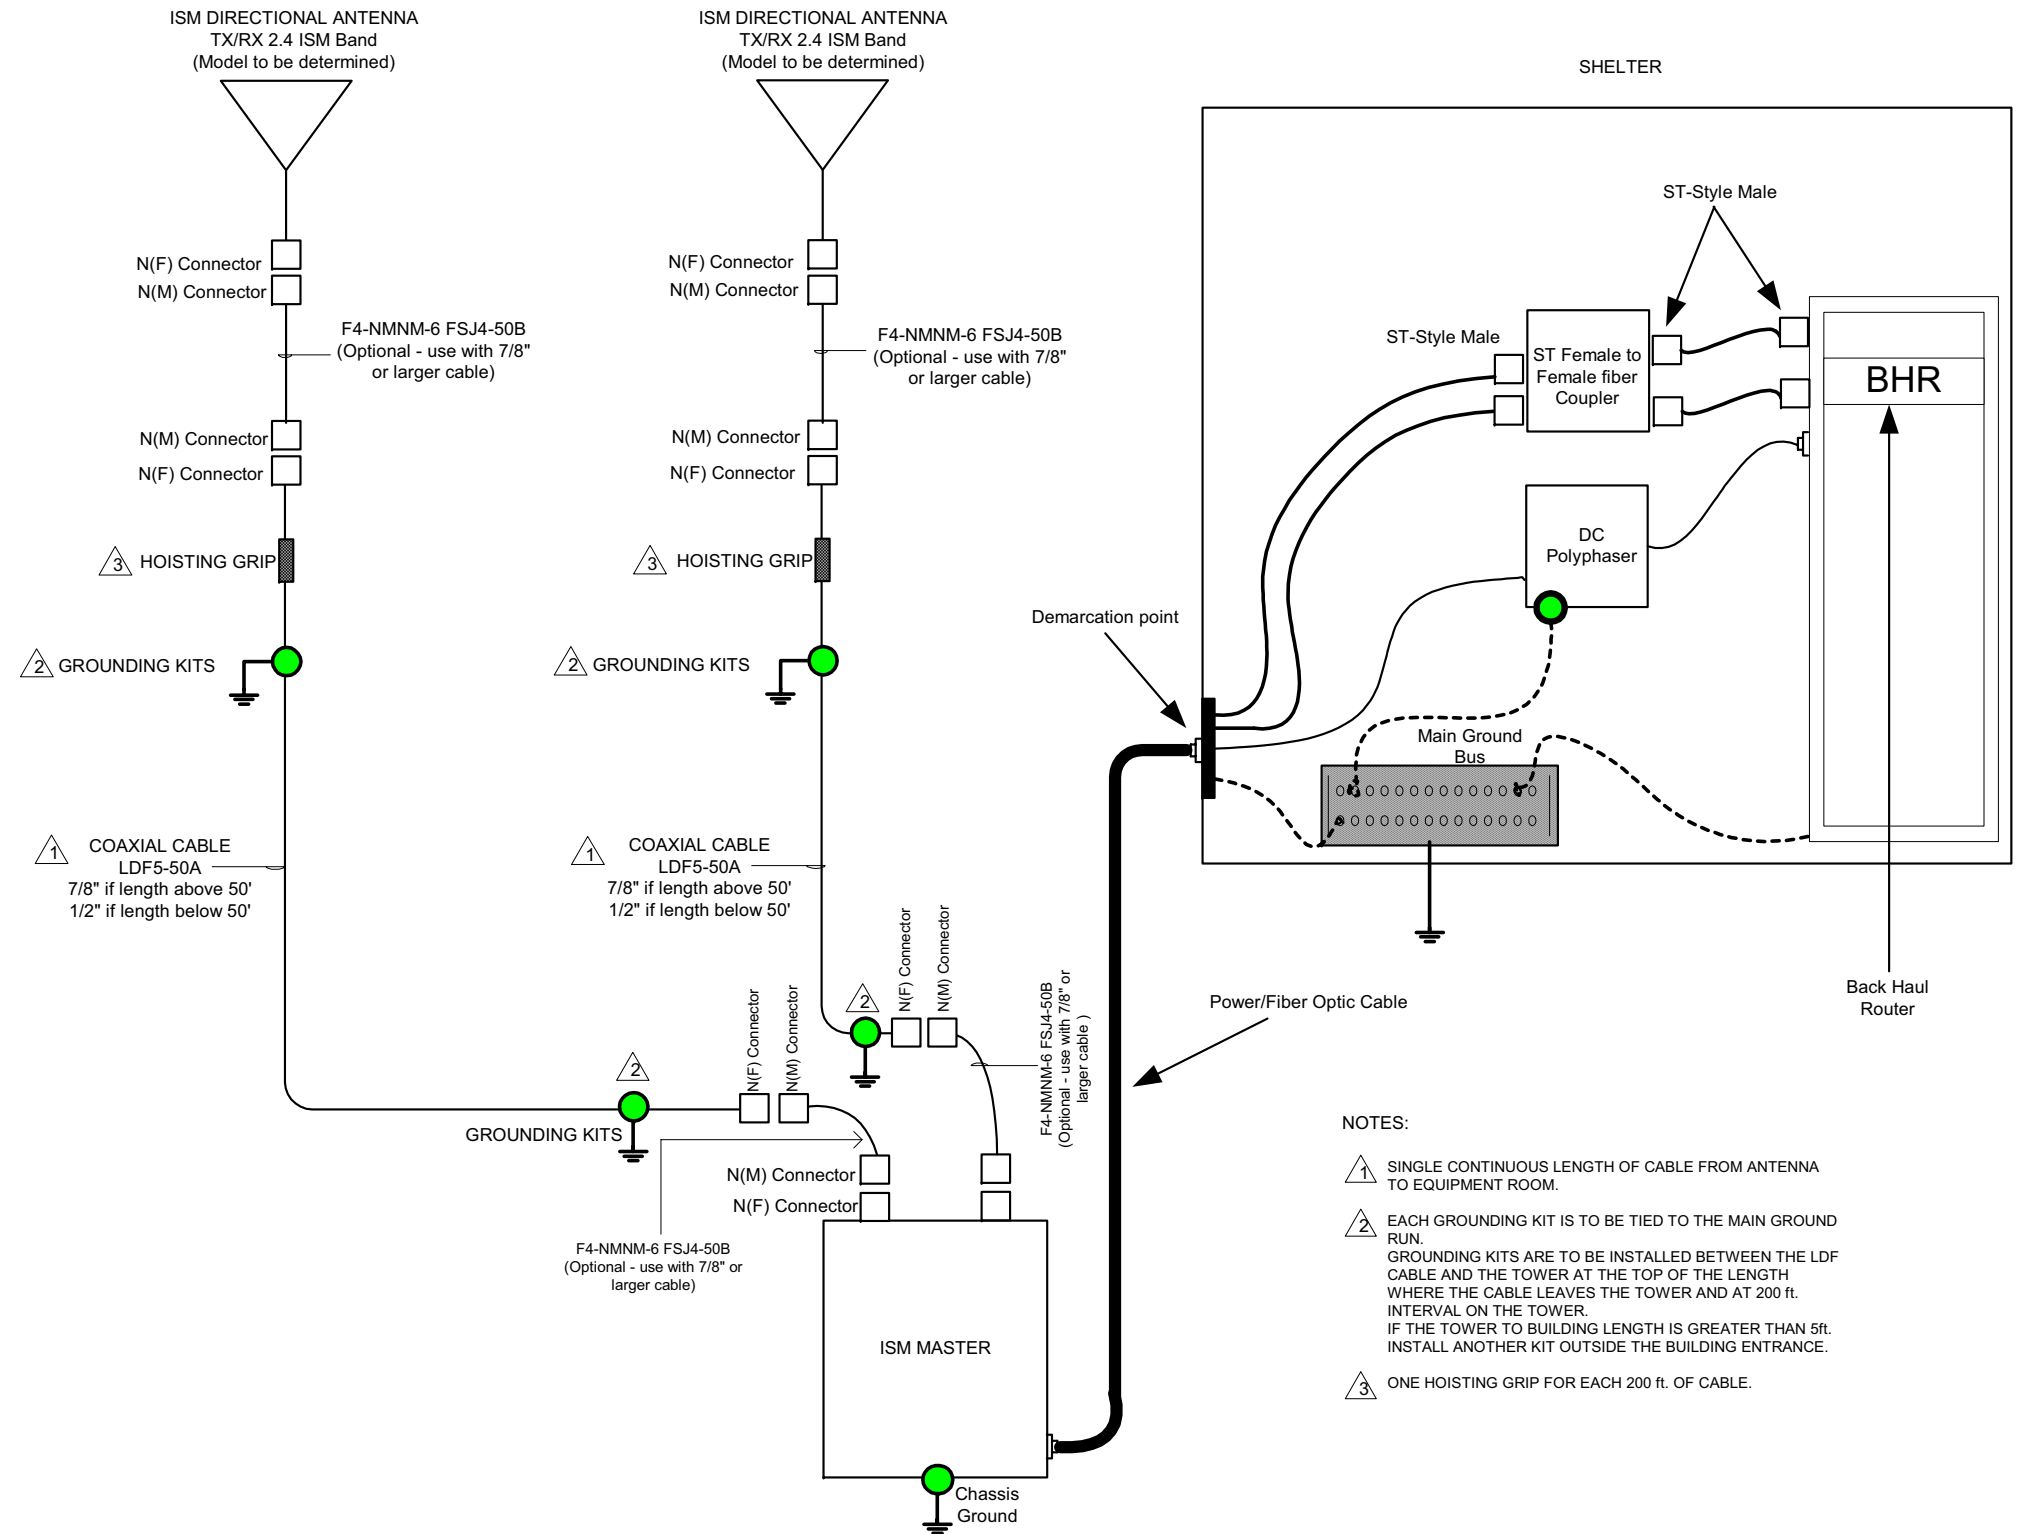 ISM DIRECTIONAL ANTENNA
TX/RX 2.4 ISM Band
(Model to be determined)
ISM DIRECTIONAL ANTENNA
TX/RX 2.4 ISM Band
(Model to be determined)
SHELTER
ST-Style Male
N(F) Connector
N(M) Connector
N(F) Connector
N(M) Connector
F4-NMNM-6 FSJ4-50B
(Optional - use with 7/8"
or larger cable)
F4-NMNM-6 FSJ4-50B
(Optional - use with 7/8"
or larger cable)
ST-Style Male
ST Female to
Female fiber
Coupler
BHR
N(M) Connector
N(F) Connector
N(M) Connector
N(F) Connector
3 HOISTING GRIP
3 HOISTING GRIP
DC
Polyphaser
Demarcation point
2 GROUNDING KITS
2 GROUNDING KITS
Main Ground
Bus
1 COAXIAL CABLE
LDF5-50A
7/8" if length above 50'
1/2" if length below 50'
1 COAXIAL CABLE
LDF5-50A
7/8" if length above 50'
1/2" if length below 50'
2
N(F) Connector
N(M) Connector
F4-NMNM-6 FSJ4-50B
(Optional - use with 7/8" or
larger cable )
Power/Fiber Optic Cable
Back Haul
Router
2
GROUNDING KITS
N(F) Connector
N(M) Connector
N(M) Connector
N(F) Connector
F4-NMNM-6 FSJ4-50B
(Optional - use with 7/8" or
larger cable)
ISM MASTER
Chassis
Ground
NOTES:
1 SINGLE CONTINUOUS LENGTH OF CABLE FROM ANTENNA
TO EQUIPMENT ROOM.
2 EACH GROUNDING KIT IS TO BE TIED TO THE MAIN GROUND
RUN.
GROUNDING KITS ARE TO BE INSTALLED BETWEEN THE LDF
CABLE AND THE TOWER AT THE TOP OF THE LENGTH
WHERE THE CABLE LEAVES THE TOWER AND AT 200 ft.
INTERVAL ON THE TOWER.
IF THE TOWER TO BUILDING LENGTH IS GREATER THAN 5ft.
INSTALL ANOTHER KIT OUTSIDE THE BUILDING ENTRANCE.
3 ONE HOISTING GRIP FOR EACH 200 ft. OF CABLE.